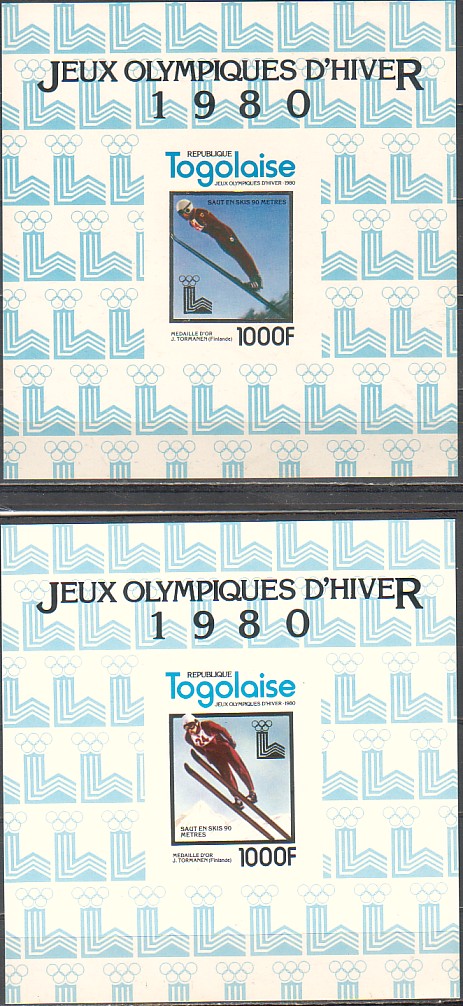 JEUX OLYMPIQUES D'HIVER
1980
REPUBLIQUE
Togolaise
JEUX OLYMPIQUES D'HIVER - 1980
SAUT EN SKIS 90 METRES
MEDAILLE D'OR
J. TORMANEN (Finlande)
1000F
JEUX OLYMPIQUES D'HIVER
1980
REPUBLIQUE
Togolaise
JEUX OLYMPIQUES D'HIVER - 1980
SAUT EN SKIS 90
METRES
MEDAILLE D'OR
J. TORMANEN (Finlande)
1000F